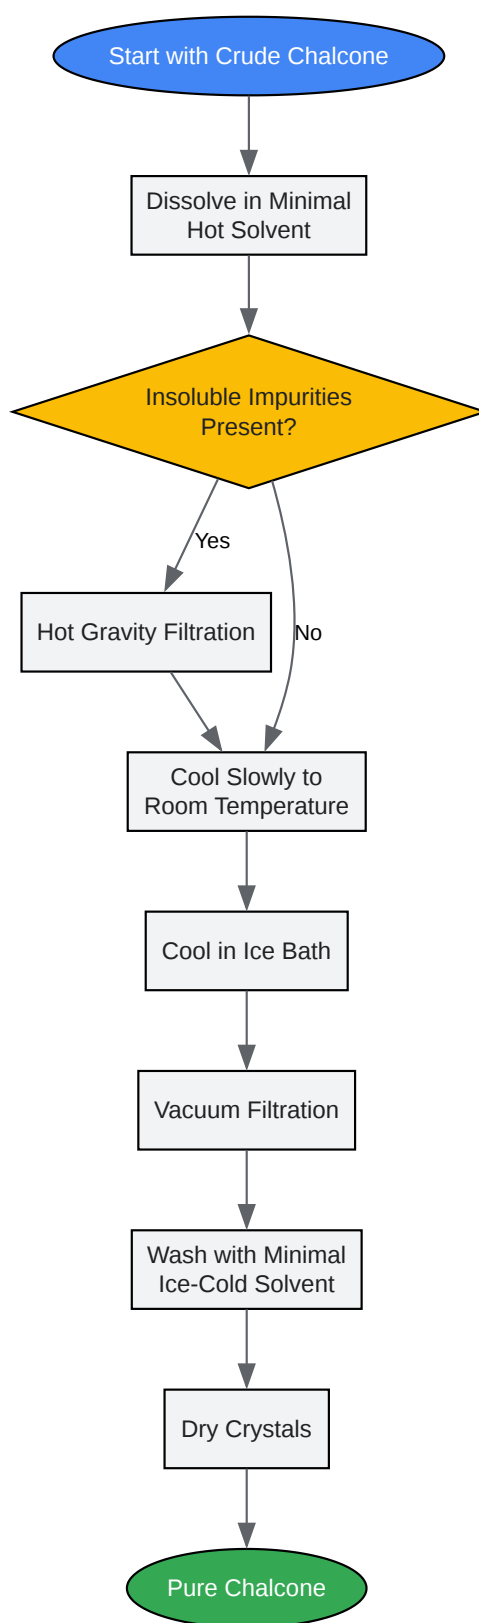 Start with Crude Chalcone
Dissolve in Minimal
Hot Solvent
Insoluble Impurities
Present?
Yes
Hot Gravity Filtration
No
Cool Slowly to
Room Temperature
Cool in Ice Bath
Vacuum Filtration
Wash with Minimal
Ice-Cold Solvent
Dry Crystals
Pure Chalcone